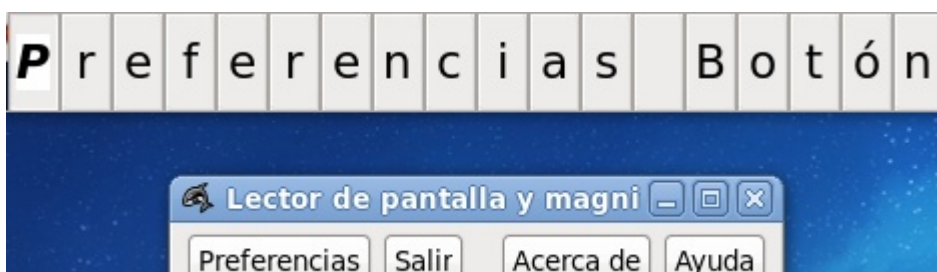 Preferencias Botón
Lector de pantalla y magni
Preferencias Salir Acerca de Ayuda